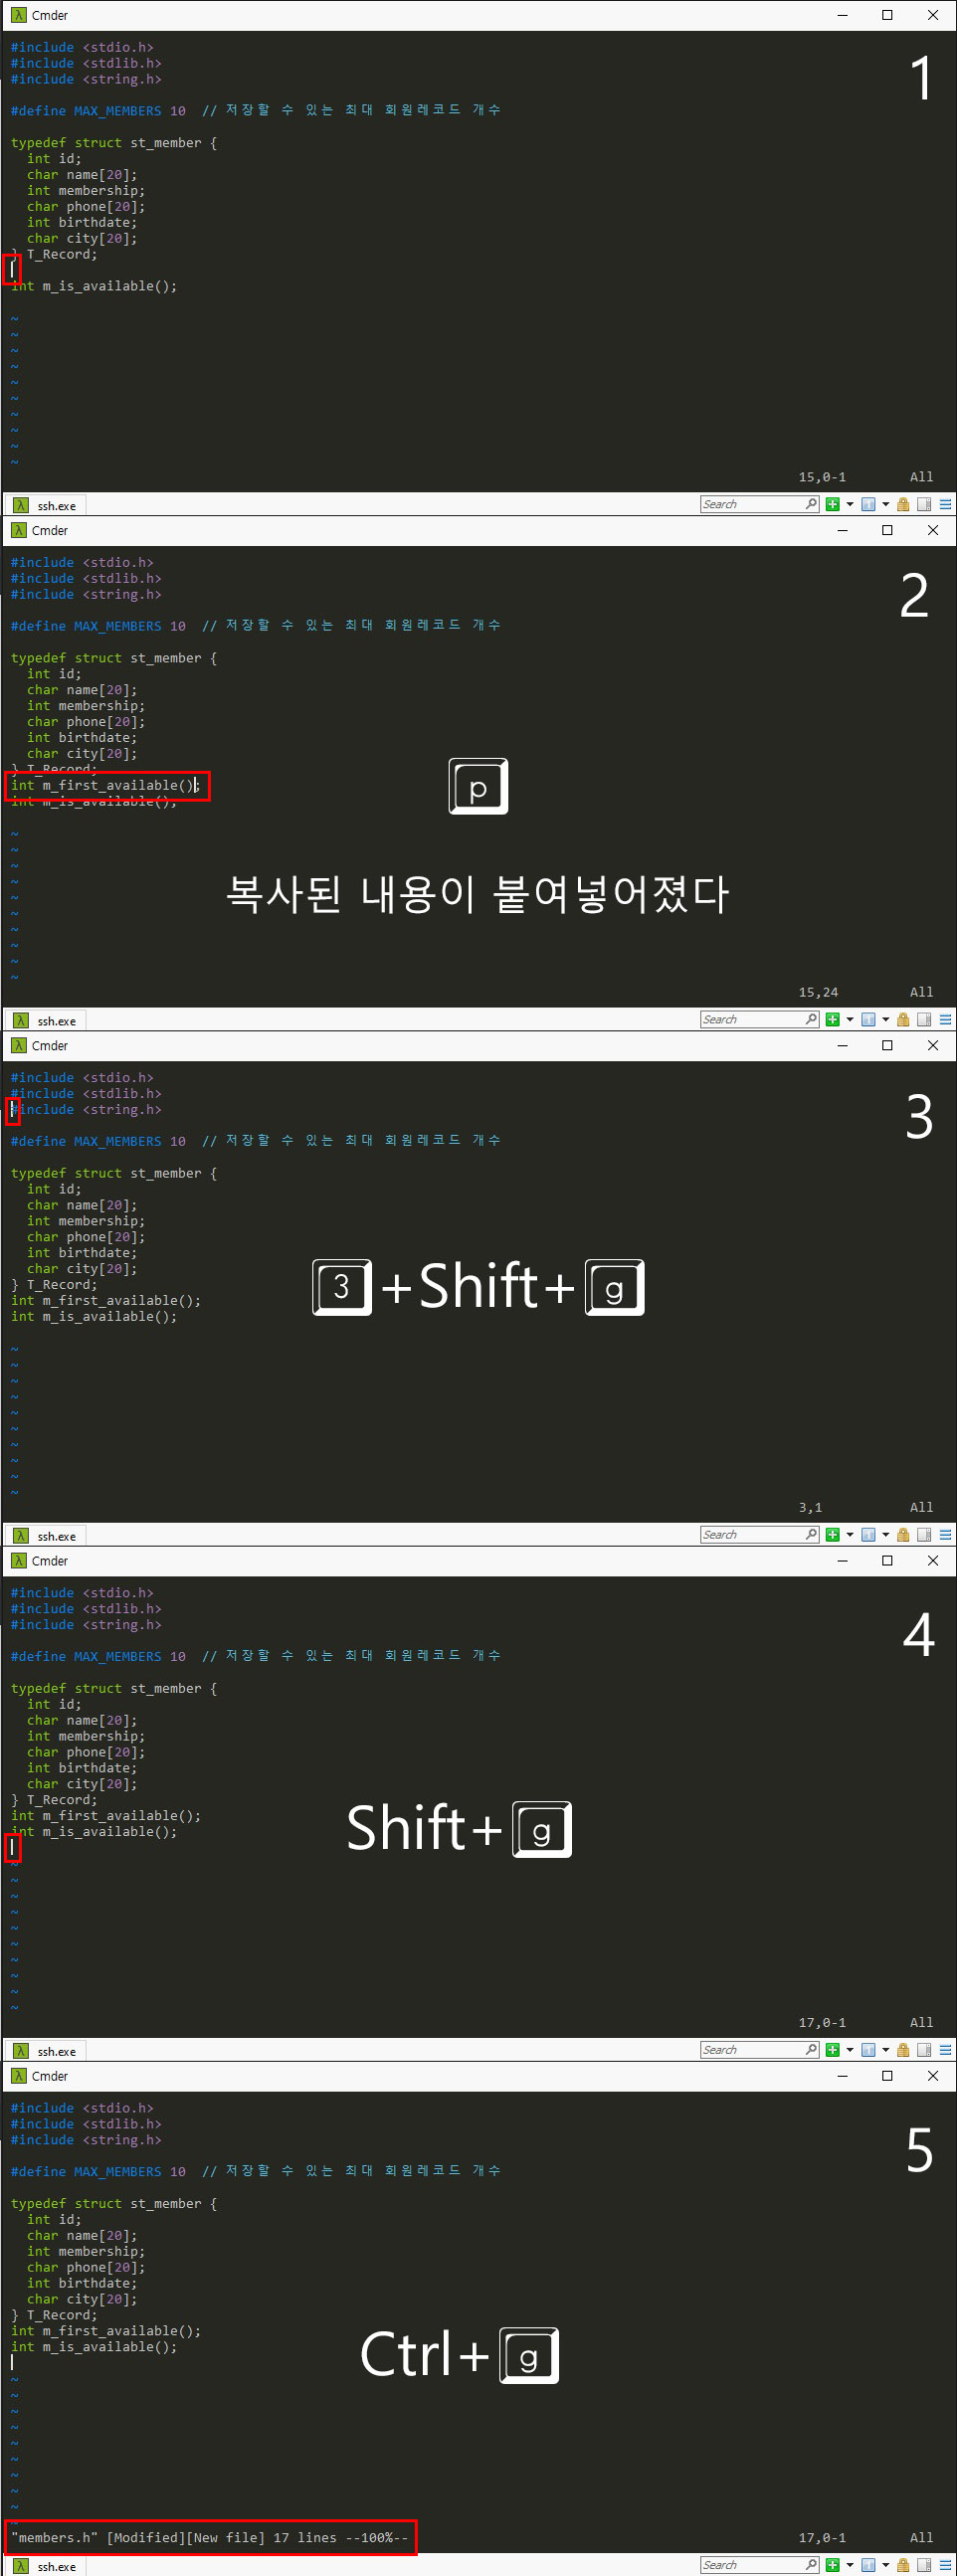 Cmder
#include <stdio.h>
#include <stdlib.h>
#include <string.h>
1
#define MAX_MEMBERS 10  // 저장할 수 있는 최대 회원레코드 개수
typedef struct st_member {
  int id;
  char name[20];
  int membership;
  char phone[20];
  int birthdate;
  char city[20];
} T_Record;
int m_is_available();
~
~
~
~
~
~
~
~
~
~
15,0-1 All
ssh.exe Search
Cmder
#include <stdio.h>
#include <stdlib.h>
#include <string.h>
2
#define MAX_MEMBERS 10  // 저장할 수 있는 최대 회원레코드 개수
typedef struct st_member {
  int id;
  char name[20];
  int membership;
  char phone[20];
  int birthdate;
  char city[20];
} T_Record;
int m_first_available();
int m_is_available();
p
복사된 내용이 붙여넣어졌다
~
~
~
~
~
~
~
~
~
~
15,24 All
ssh.exe Search
Cmder
#include <stdio.h>
#include <stdlib.h>
#include <string.h>
3
#define MAX_MEMBERS 10  // 저장할 수 있는 최대 회원레코드 개수
typedef struct st_member {
  int id;
  char name[20];
  int membership;
  char phone[20];
  int birthdate;
  char city[20];
} T_Record;
int m_first_available();
int m_is_available();
3+Shift+g
~
~
~
~
~
~
~
~
~
~
3,1 All
ssh.exe Search
Cmder
#include <stdio.h>
#include <stdlib.h>
#include <string.h>
4
#define MAX_MEMBERS 10  // 저장할 수 있는 최대 회원레코드 개수
typedef struct st_member {
  int id;
  char name[20];
  int membership;
  char phone[20];
  int birthdate;
  char city[20];
} T_Record;
int m_first_available();
int m_is_available();
Shift+g
~
~
~
~
~
~
~
~
~
~
17,0-1 All
ssh.exe Search
Cmder
#include <stdio.h>
#include <stdlib.h>
#include <string.h>
5
#define MAX_MEMBERS 10  // 저장할 수 있는 최대 회원레코드 개수
typedef struct st_member {
  int id;
  char name[20];
  int membership;
  char phone[20];
  int birthdate;
  char city[20];
} T_Record;
int m_first_available();
int m_is_available();
Ctrl+g
~
~
~
~
~
~
~
~
~
~
"members.h" [Modified][New file] 17 lines --100%-- 17,0-1 All
ssh.exe Search